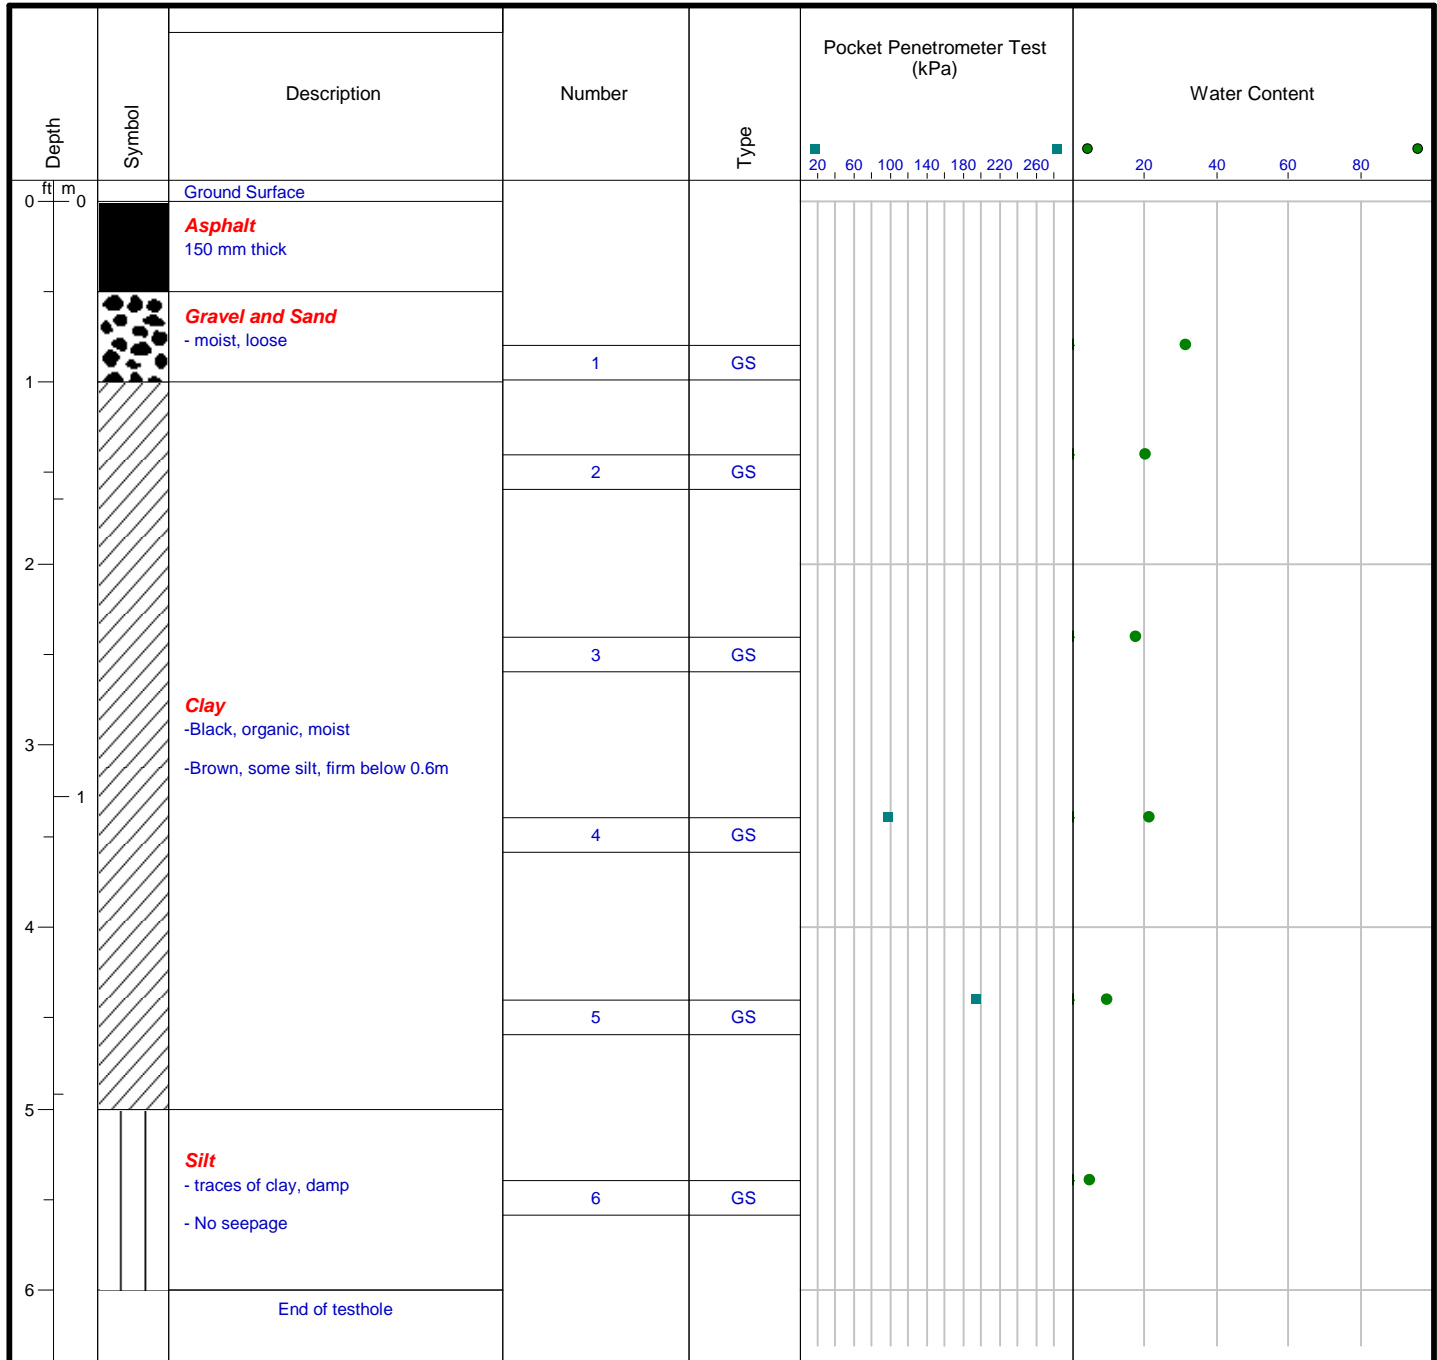 Depth
Symbol
Description
Number
Type
Pocket Penetrometer Test
(kPa)
20 60 100 140 180 220 260
Water Content
20 40 60 80
ft m
0 0
Ground Surface
Asphalt
150 mm thick
Gravel and Sand
- moist, loose
1 GS
1
2 GS
2
3 GS
Clay
-Black, organic, moist
3
-Brown, some silt, firm below 0.6m
1
4 GS
4
5 GS
5
Silt
- traces of clay, damp
6 GS
- No seepage
6
End of testhole